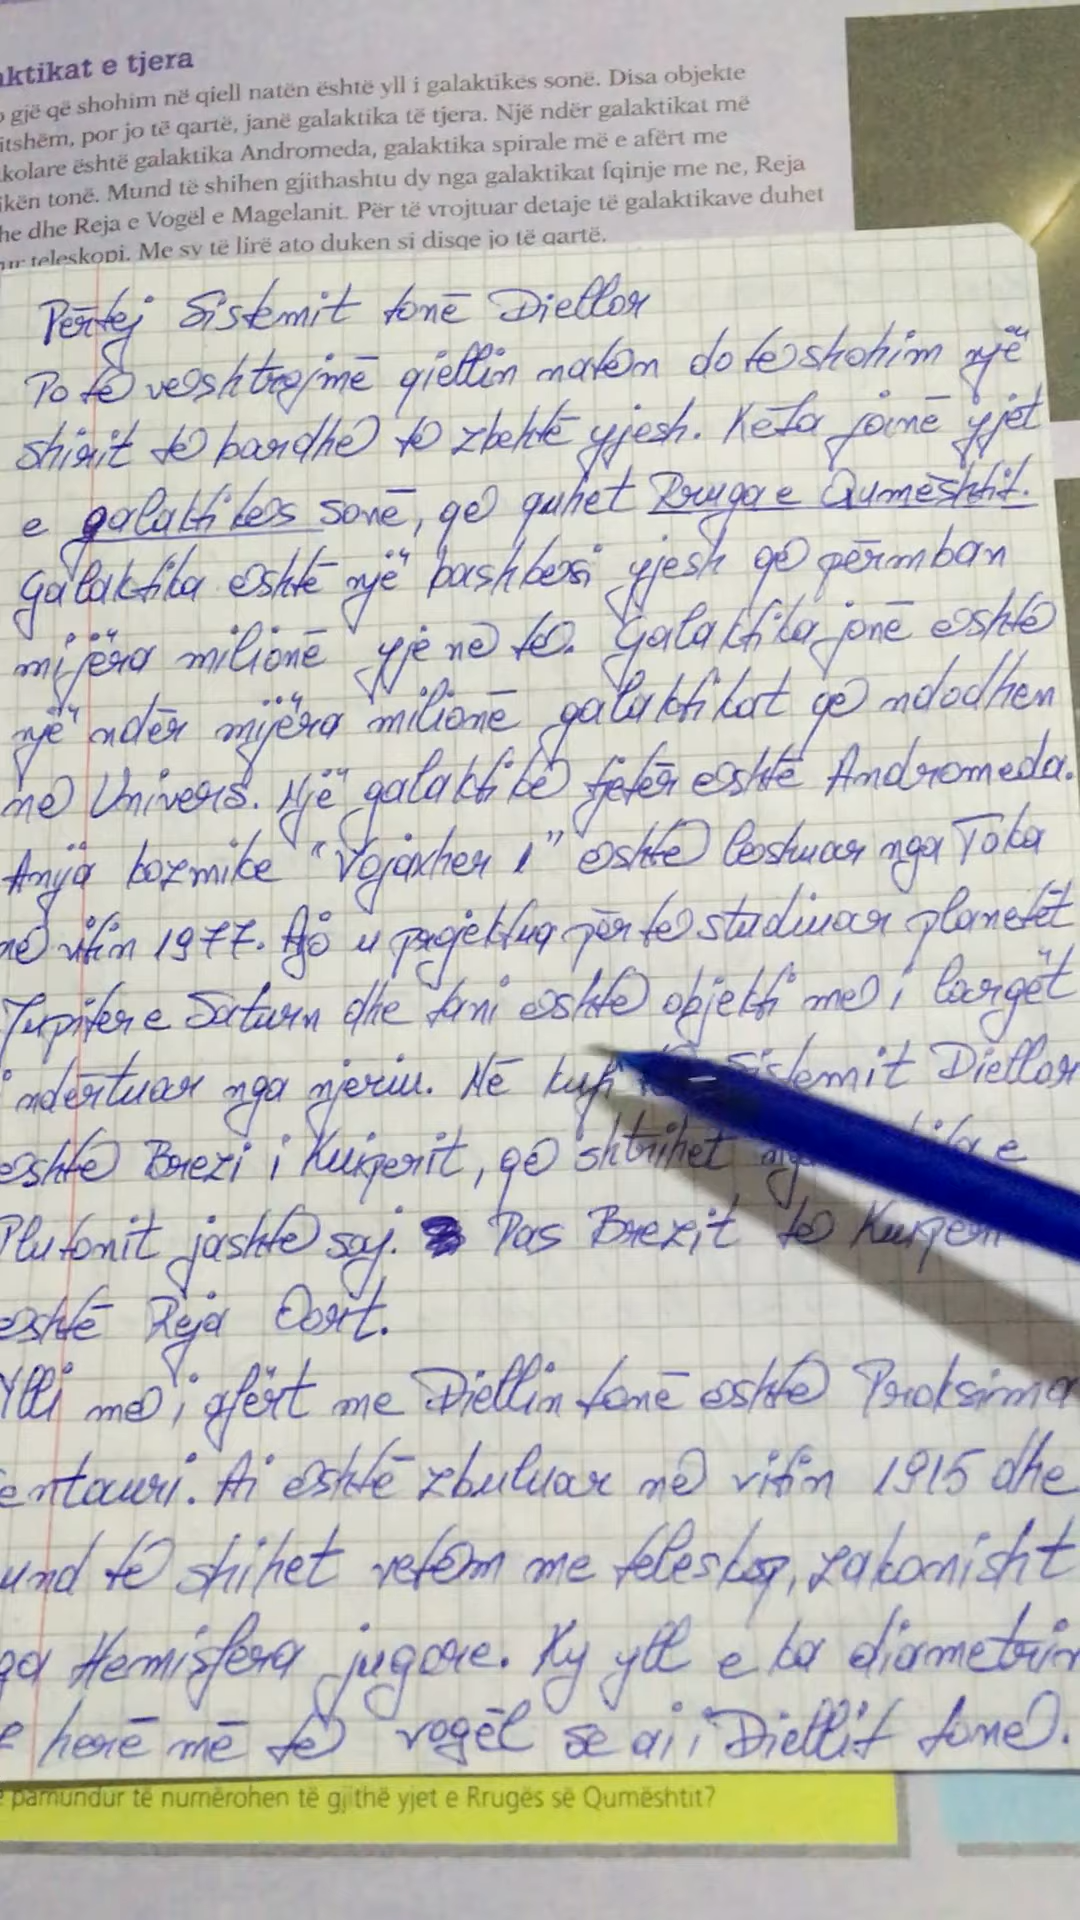 aktikat e tjera
gjë që shohim në qiell natën është yll i galaktikës sonë. Disa objekte
itshëm, por jo të qartë, janë galaktika të tjera. Një ndër galaktikat më
kolare është galaktika Andromeda, galaktika spirale më e afërt me
ikën tonë. Mund të shihen gjithashtu dy nga galaktikat fqinje me ne, Reja
he dhe Reja e Vogël e Magelanit. Për të vrojtuar detaje të galaktikave duhet
ur teleskopi. Me sy të lirë ato duken si disqe jo të qartë.
Përtej Sistemit tonë Diellor
Po të vështrojmë qiellin natën do të shohim një
shirit të bardhë të zbehtë yjesh. Këta janë yjet
e galaktikës sonë, që quhet Rruga e Qumështit.
Galaktika është një bashkësi yjesh që përmban
mijëra milionë yje në të. Galaktika jonë është
një ndër mijëra milionë galaktikat që ndodhen
në Univers. Një galaktikë tjetër është Andromeda.
Anija kozmike "Vojaxher 1" është lëshuar nga Toka
në vitin 1977. Ajo u projektua për të studiuar planetët
Jupiter e Saturn dhe tani është objekti më i largët
i ndërtuar nga njeriu. Në kufi të Sistemit Diellor
është Brezi i Kuiperit, që shtrihet nga e
Plutonit jashtë saj. Pas Brezit të Kuiperit
është Reja Oort.
Ylli më i afërt me Diellin tonë është Proksima
entauri. Ai është zbuluar në vitin 1915 dhe
und të shihet vetëm me teleskop, zakonisht
ga Hemisfera jugore. Ky yll e ka diametrin
herë më të vogël se ai i Diellit tonë.
e pamundur të numërohen të gjithë yjet e Rrugës së Qumështit?